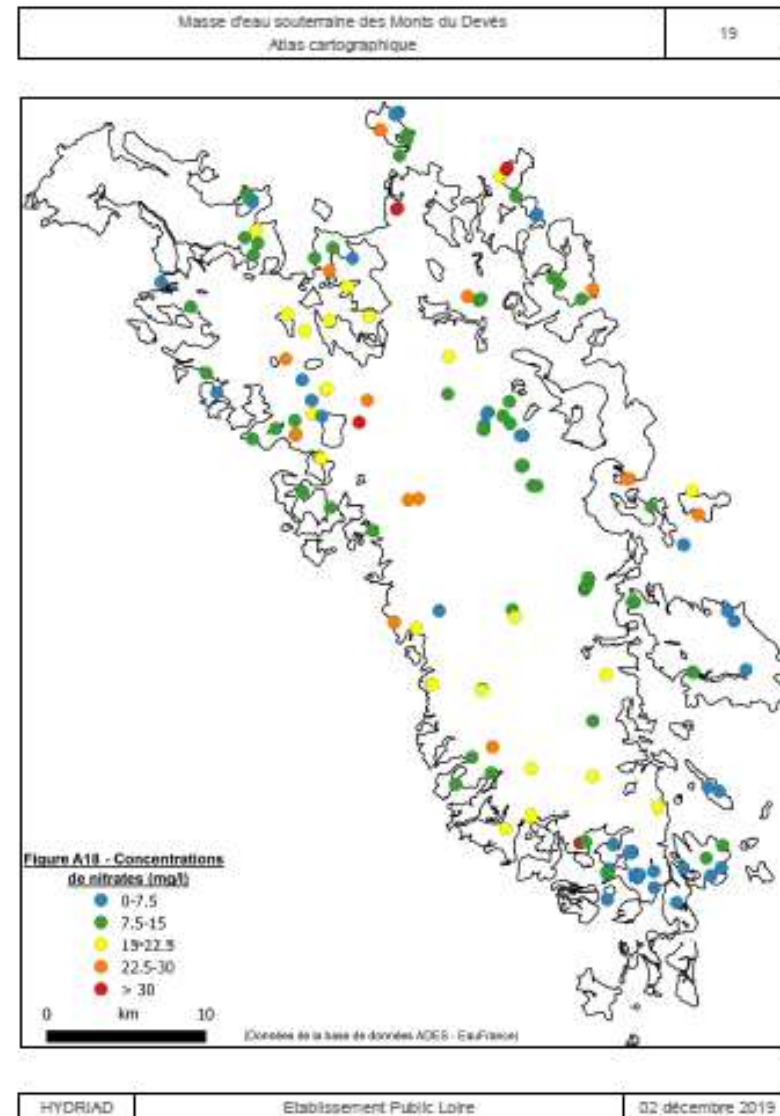 Masse d'eau souterraine des Monts du Devès
Atlas cartographique
19
Figure A18 - Concentrations
de nitrates (mg/l)
0-7.5
7.5-15
15-22.5
22.5-30
> 30
0 km 10
(Données de la base de données ADES - EauFrance)
HYDRIAD
Etablissement Public Loire
02 décembre 2019